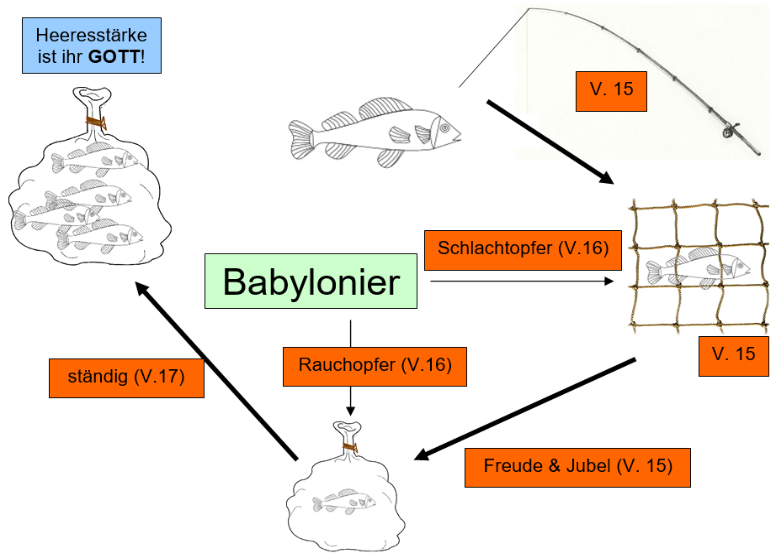 Heeresstärke
ist ihr GOTT!
V. 15
Schlachtopfer (V.16)
Babylonier
V. 15
Rauchopfer (V.16)
ständig (V.17)
Freude & Jubel (V. 15)